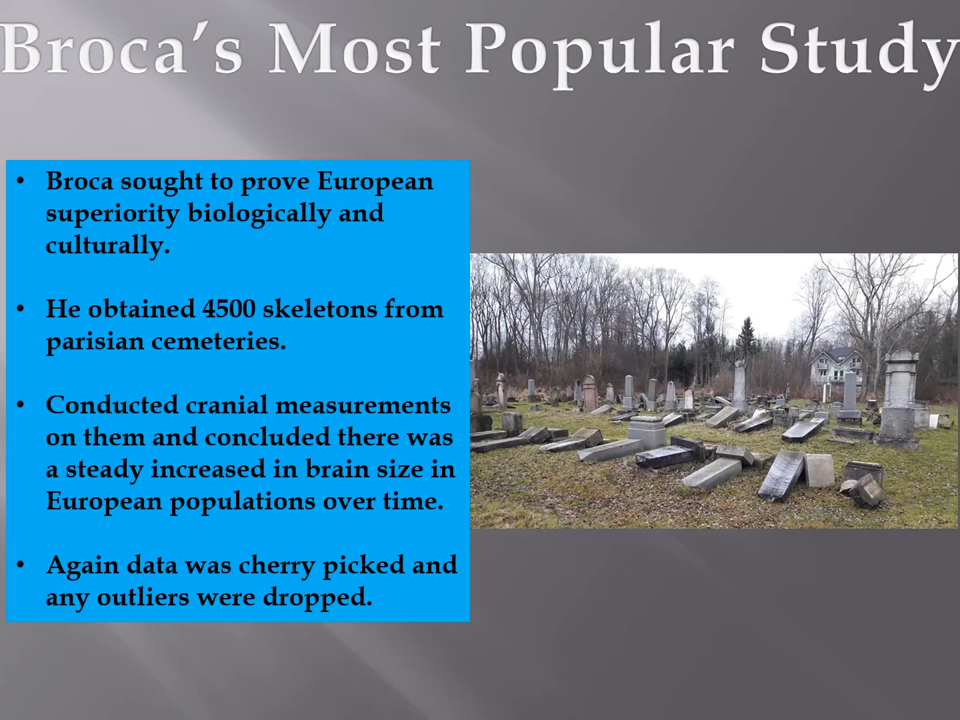 Broca’s Most Popular Study
• Broca sought to prove European
superiority biologically and
culturally.
• He obtained 4500 skeletons from
parisian cemeteries.
• Conducted cranial measurements
on them and concluded there was
a steady increased in brain size in
European populations over time.
• Again data was cherry picked and
any outliers were dropped.